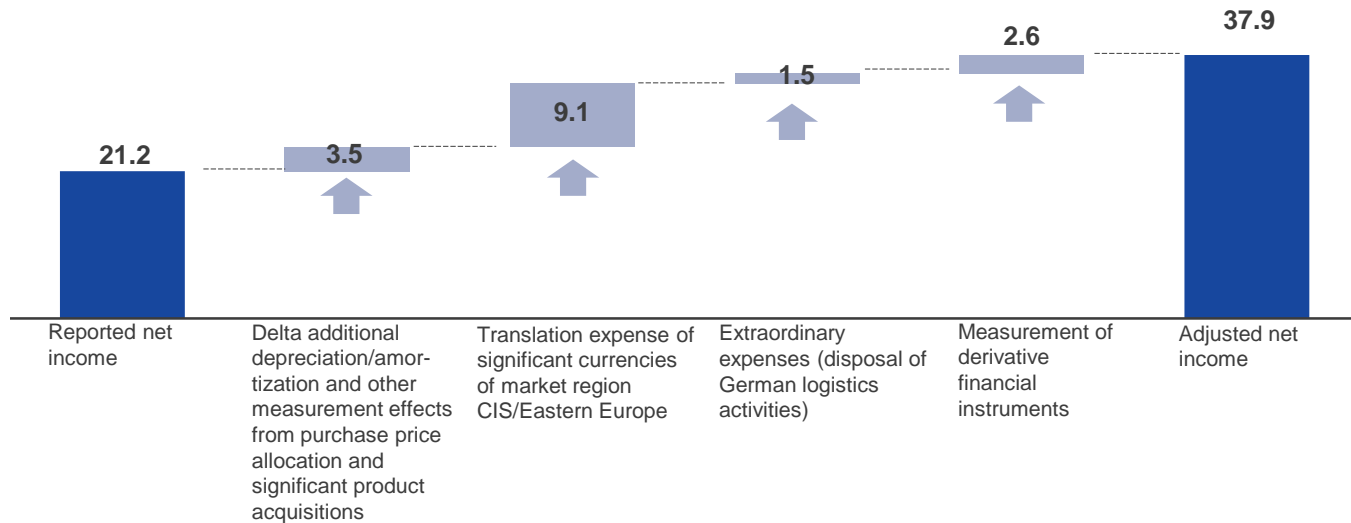 21.2
3.5
9.1
1.5
2.6
37.9
Reported net
income
Delta additional
depreciation/amor-
tization and other
measurement effects
from purchase price
allocation and
significant product
acquisitions
Translation expense of
significant currencies
of market region
CIS/Eastern Europe
Extraordinary
expenses (disposal of
German logistics
activities)
Measurement of
derivative
financial
instruments
Adjusted net
income